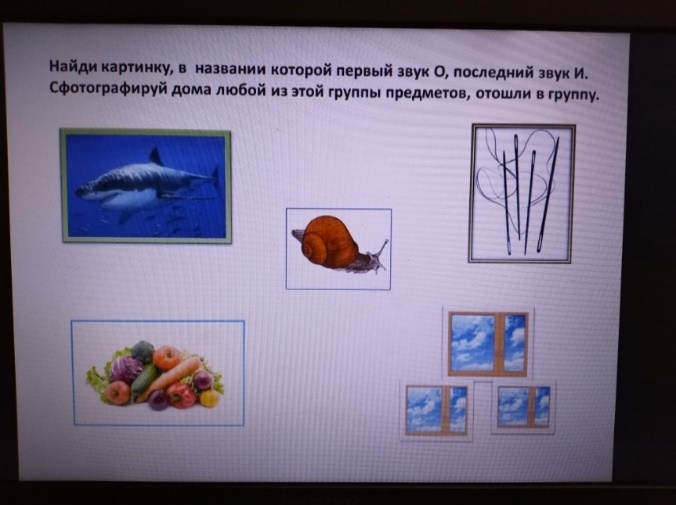 Найди картинку, в названии которой первый звук О, последний звук И.
Сфотографируй дома любой из этой группы предметов, отошли в группу.